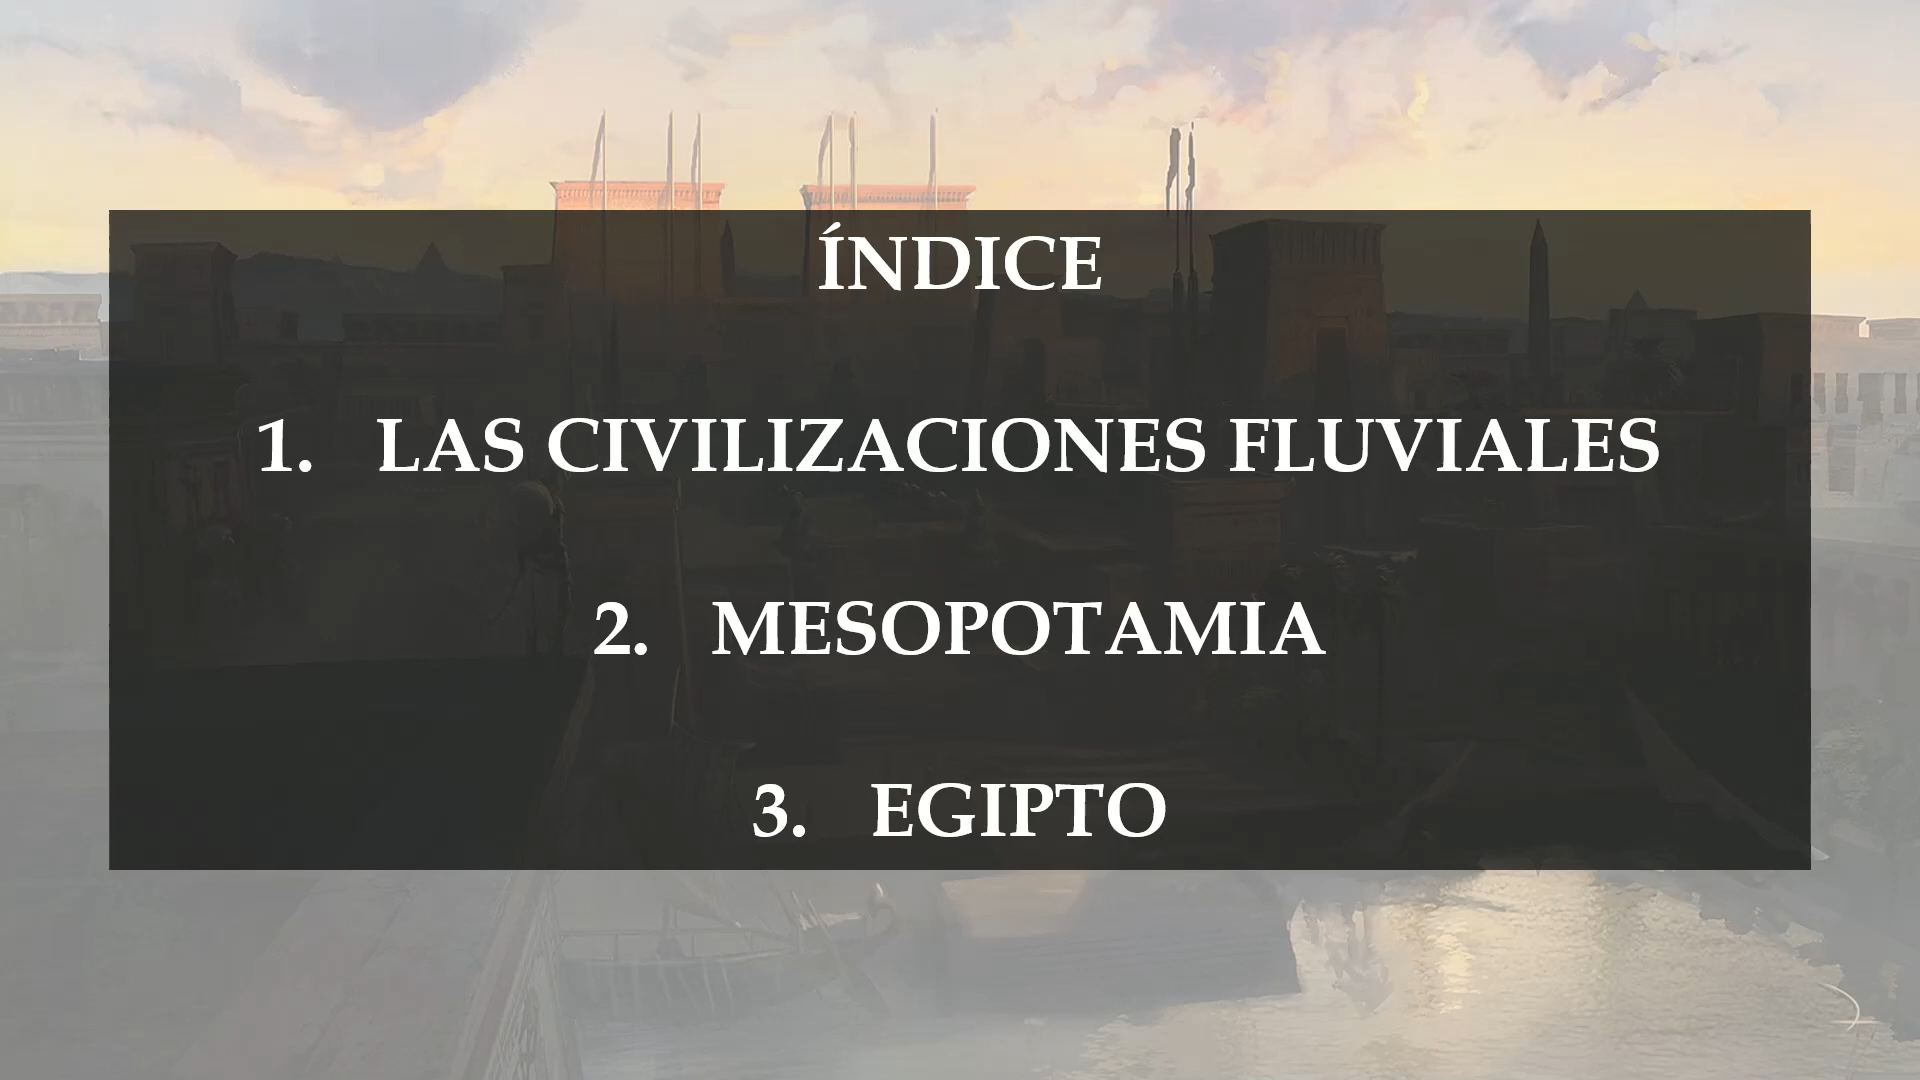 ÍNDICE
1. LAS CIVILIZACIONES FLUVIALES
2. MESOPOTAMIA
3. EGIPTO